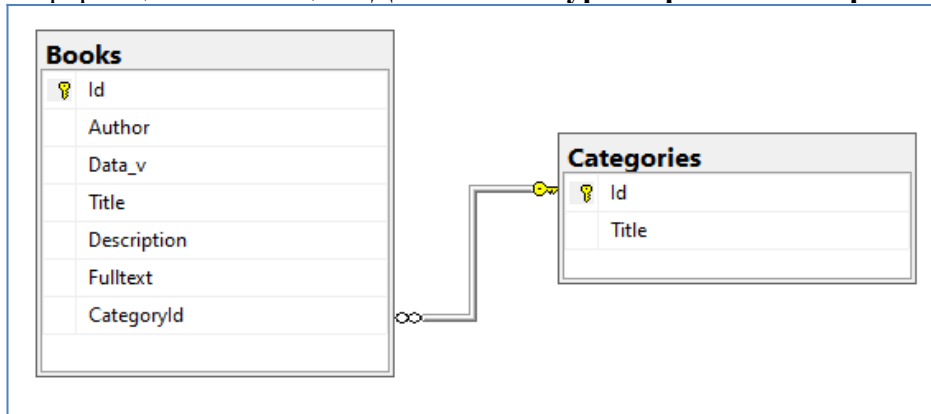 Books
Id
Author
Data_v
Title
Description
Fulltext
CategoryId
Categories
Id
Title